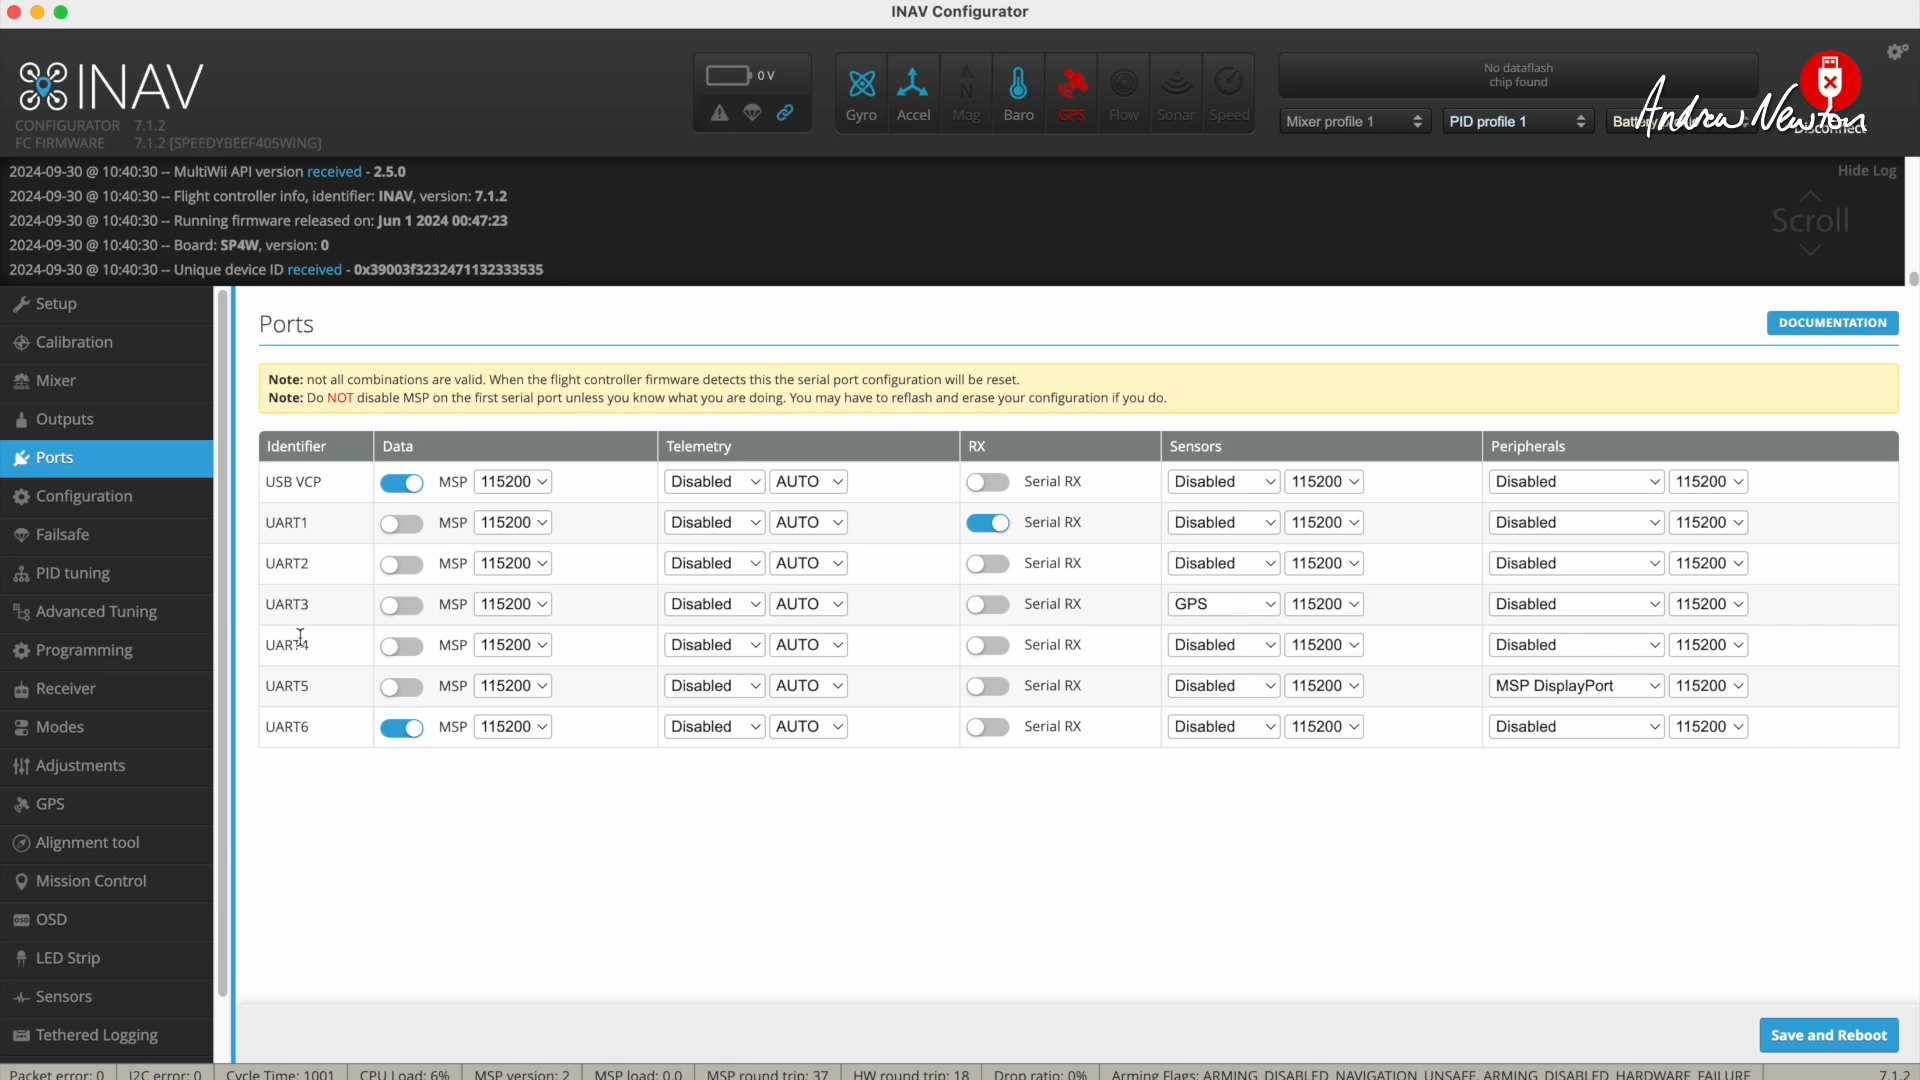 INAV Configurator
INAV
CONFIGURATOR 7.1.2
FC FIRMWARE 7.1.2 [SPEEDYBEEF405WING]
0 V
Gyro Accel Mag Baro GPS Flow Sonar Speed
No dataflash
chip found
Mixer profile 1 PID profile 1 Battery
Andrew Newton
Disconnect
2024-09-30 @ 10:40:30 -- MultiWii API version received - 2.5.0
2024-09-30 @ 10:40:30 -- Flight controller info, identifier: INAV, version: 7.1.2
2024-09-30 @ 10:40:30 -- Running firmware released on: Jun 1 2024 00:47:23
2024-09-30 @ 10:40:30 -- Board: SP4W, version: 0
2024-09-30 @ 10:40:30 -- Unique device ID received - 0x39003f3232471132333535
Hide Log
Scroll
Setup
Calibration
Mixer
Outputs
Ports
Configuration
Failsafe
PID tuning
Advanced Tuning
Programming
Receiver
Modes
Adjustments
GPS
Alignment tool
Mission Control
OSD
LED Strip
Sensors
Tethered Logging
Ports
DOCUMENTATION
Note: not all combinations are valid. When the flight controller firmware detects this the serial port configuration will be reset.
Note: Do NOT disable MSP on the first serial port unless you know what you are doing. You may have to reflash and erase your configuration if you do.
Identifier Data Telemetry RX Sensors Peripherals
USB VCP MSP 115200 Disabled AUTO Serial RX Disabled 115200 Disabled 115200
UART1 MSP 115200 Disabled AUTO Serial RX Disabled 115200 Disabled 115200
UART2 MSP 115200 Disabled AUTO Serial RX Disabled 115200 Disabled 115200
UART3 MSP 115200 Disabled AUTO Serial RX GPS 115200 Disabled 115200
UART4 MSP 115200 Disabled AUTO Serial RX Disabled 115200 Disabled 115200
UART5 MSP 115200 Disabled AUTO Serial RX Disabled 115200 MSP DisplayPort 115200
UART6 MSP 115200 Disabled AUTO Serial RX Disabled 115200 Disabled 115200
Save and Reboot
Packet error: 0 I2C error: 0 Cycle Time: 1001 CPU Load: 6% MSP version: 2 MSP load: 0.0 MSP round trip: 37 HW round trip: 18 Drop ratio: 0% Arming Flags: ARMING_DISABLED_NAVIGATION_UNSAFE, ARMING_DISABLED_HARDWARE_FAILURE 7.1.2